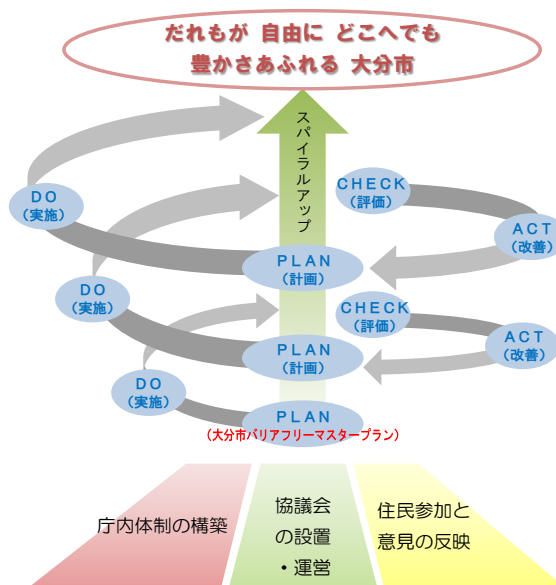 だれもが 自由に どこへでも
豊かさあふれる 大分市
スパイラルアップ
CHECK
(評価)
DO
(実施)
ACT
(改善)
PLAN
(計画)
DO
(実施)
CHECK
(評価)
ACT
(改善)
PLAN
(計画)
DO
(実施)
PLAN
(大分市バリアフリーマスタープラン)
庁内体制の構築
協議会
の設置
・運営
住民参加と
意見の反映